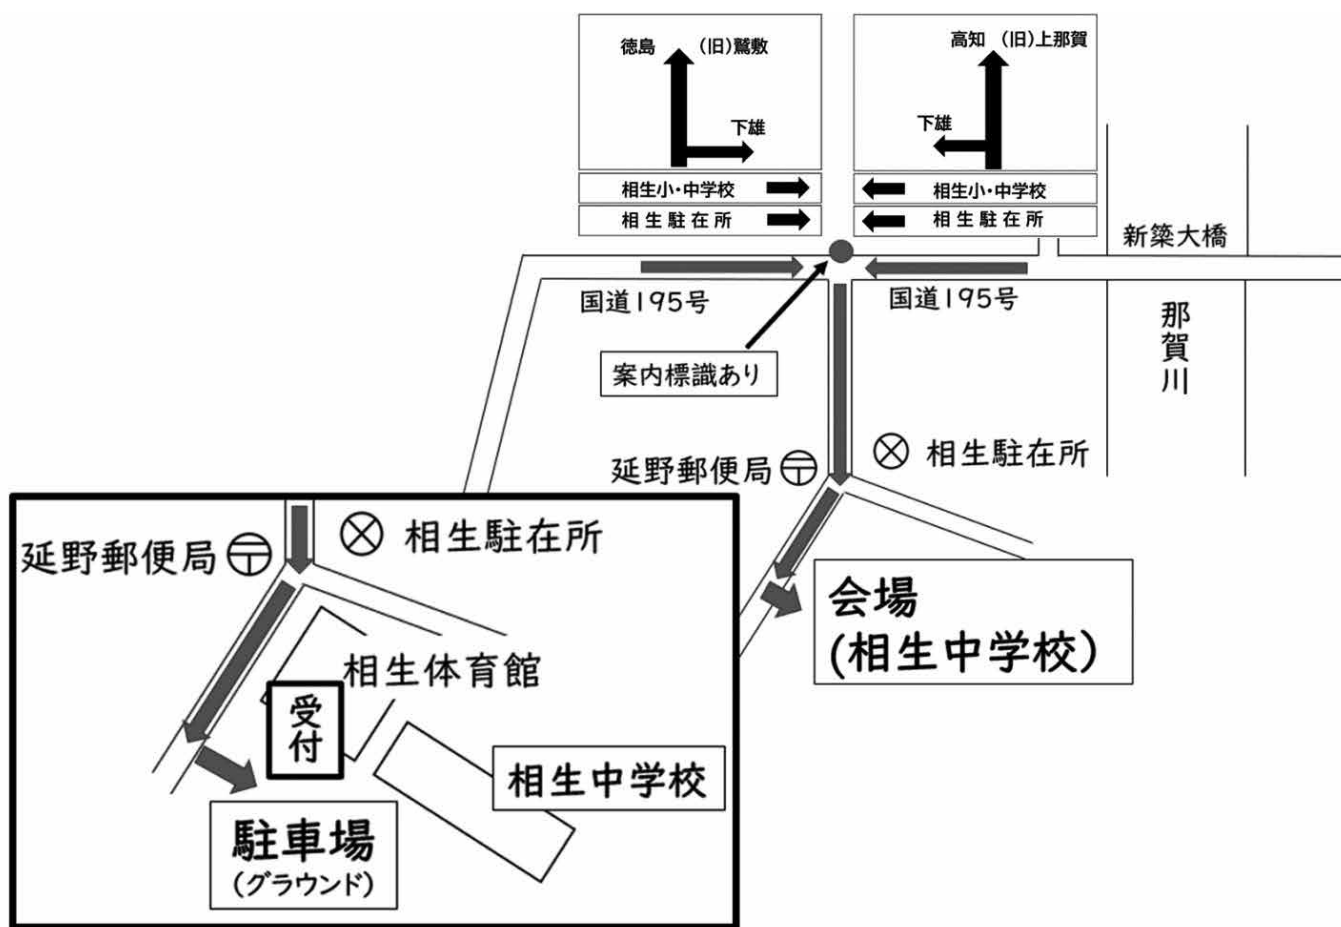 徳島 (旧)鷲敷
下雄
相生小・中学校
相生駐在所
高知 (旧)上那賀
下雄
相生小・中学校
相生駐在所
新築大橋
国道195号
国道195号
那賀川
案内標識あり
延野郵便局
相生駐在所
会場
(相生中学校)
延野郵便局
相生駐在所
相生体育館
受付
相生中学校
駐車場
(グラウンド)